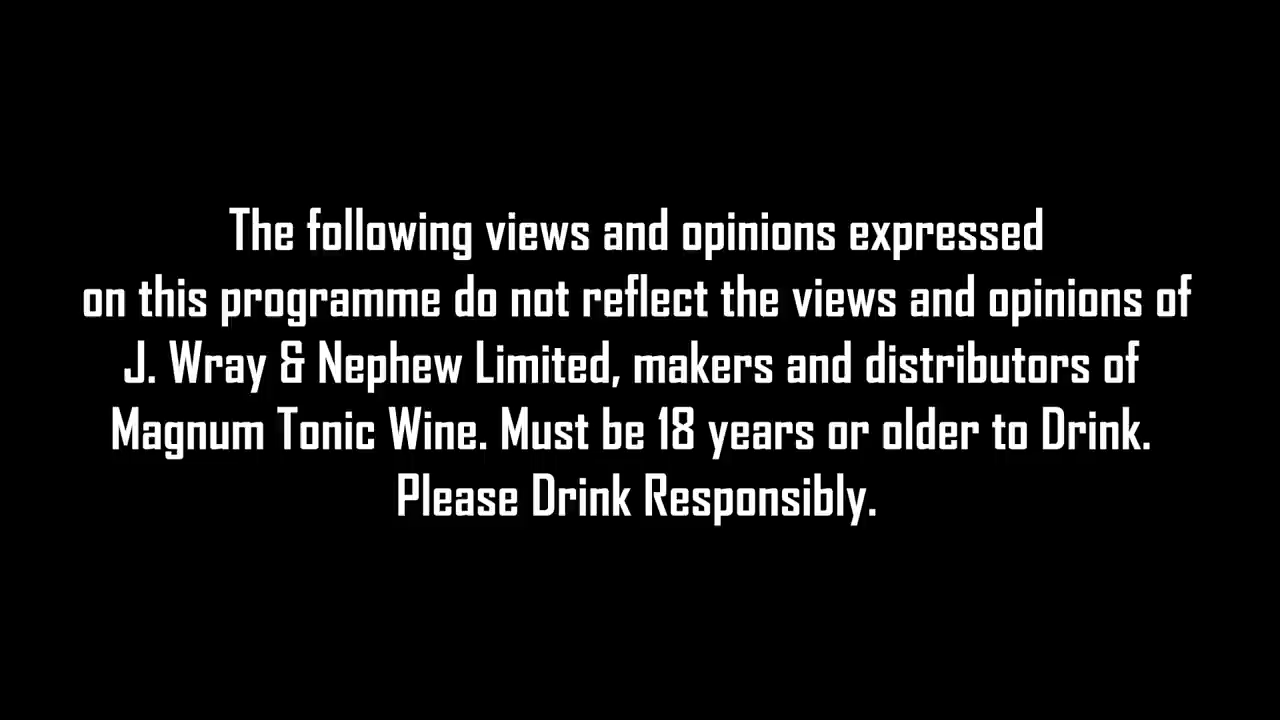 The following views and opinions expressed
on this programme do not reflect the views and opinions of
J. Wray & Nephew Limited, makers and distributors of
Magnum Tonic Wine. Must be 18 years or older to Drink.
Please Drink Responsibly.